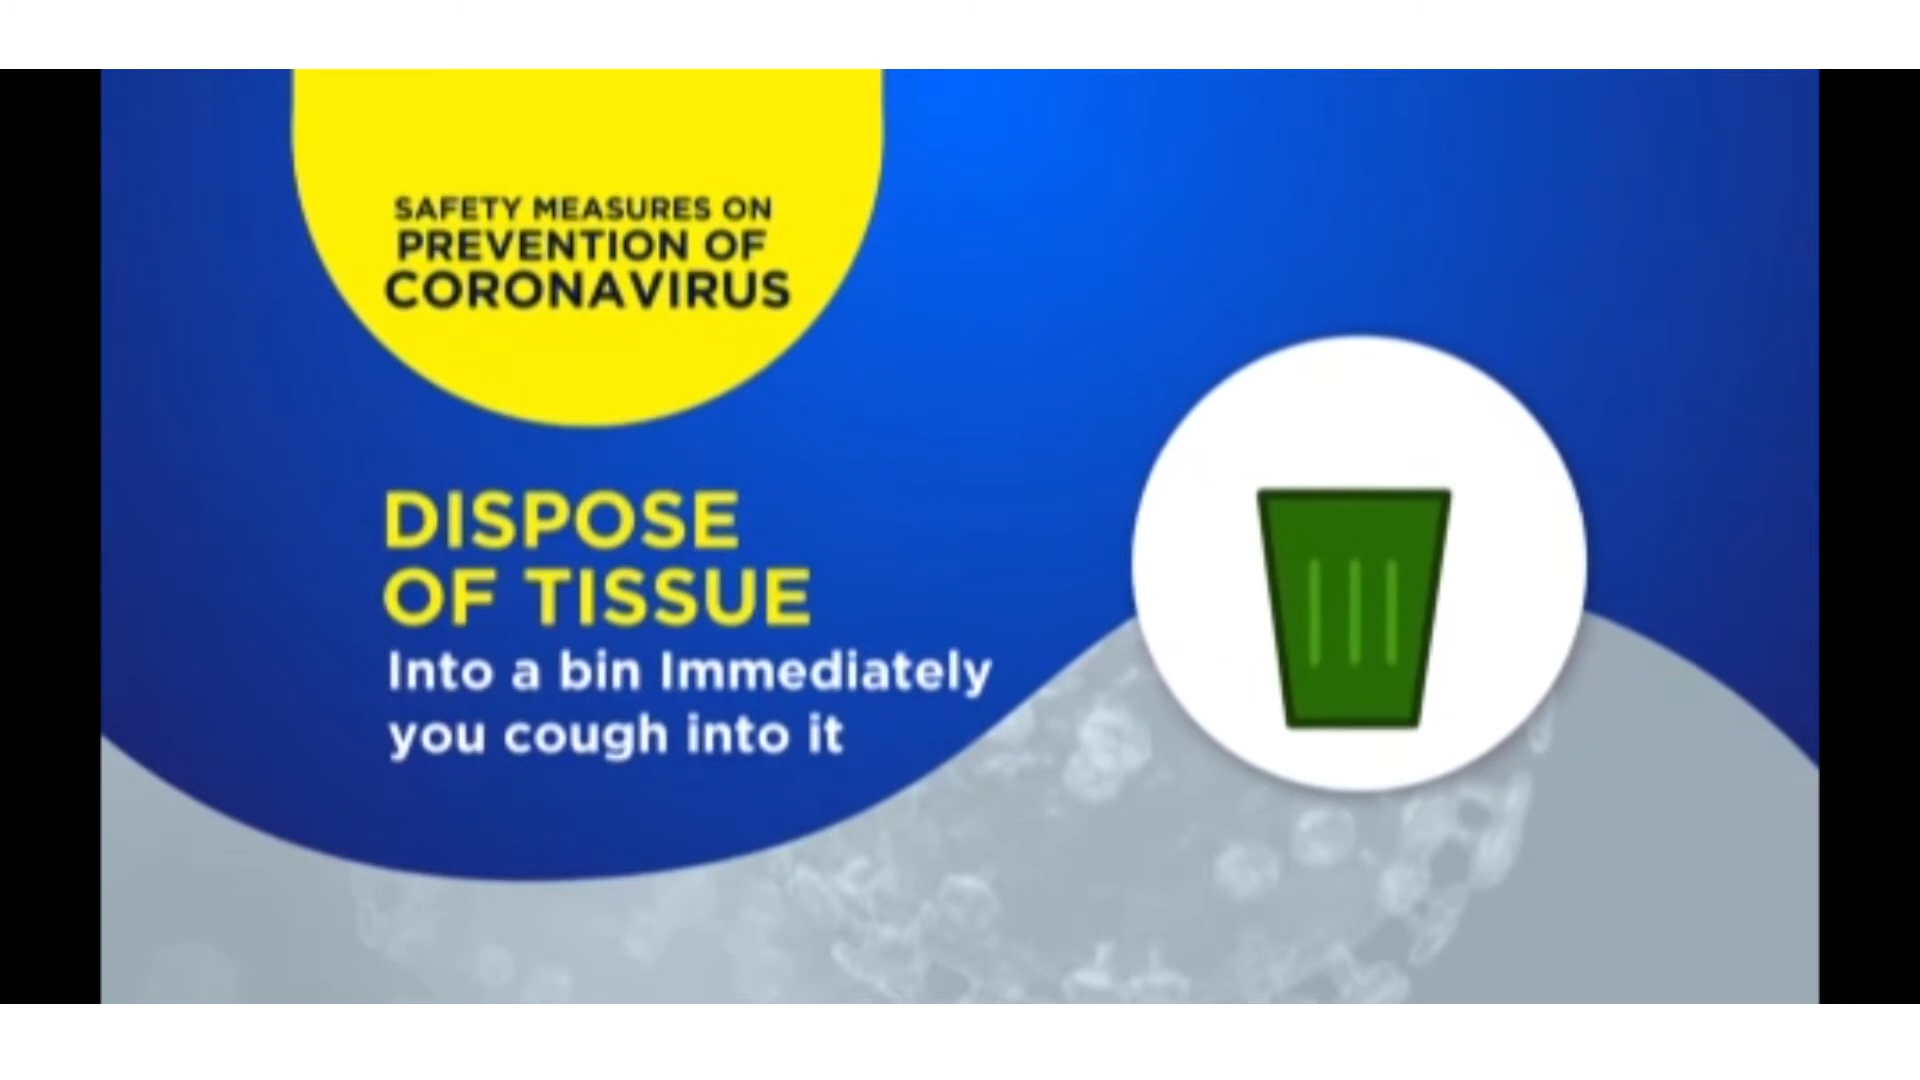 SAFETY MEASURES ON
PREVENTION OF
CORONAVIRUS
DISPOSE
OF TISSUE
Into a bin Immediately
you cough into it